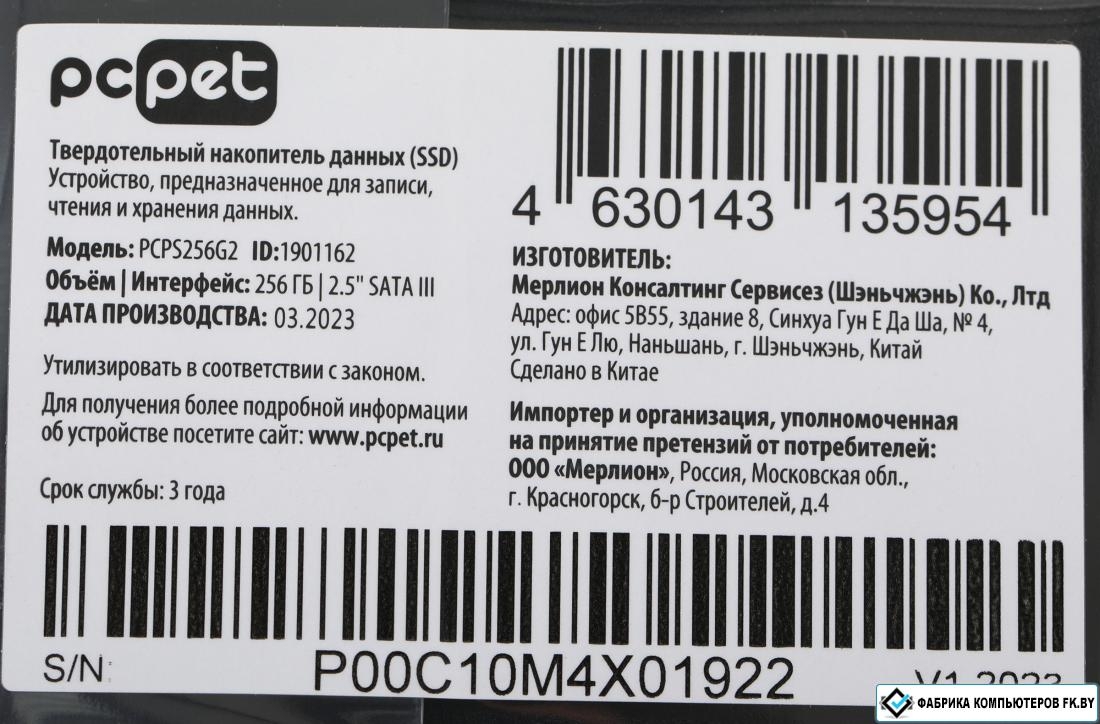 pcpet
Твердотельный накопитель данных (SSD)
Устройство, предназначенное для записи,
чтения и хранения данных.
Модель: PCPS256G2 ID:1901162
Объём | Интерфейс: 256 ГБ | 2.5" SATA III
ДАТА ПРОИЗВОДСТВА: 03.2023
Утилизировать в соответствии с законом.
Для получения более подробной информации
об устройстве посетите сайт: www.pcpet.ru
Срок службы: 3 года
4 630143 135954
ИЗГОТОВИТЕЛЬ:
Мерлион Консалтинг Сервисез (Шэньчжэнь) Ко., Лтд
Адрес: офис 5B55, здание 8, Синхуа Гун Е Да Ша, № 4,
ул. Гун Е Лю, Наньшань, г. Шэньчжэнь, Китай
Сделано в Китае
Импортер и организация, уполномоченная
на принятие претензий от потребителей:
ООО «Мерлион», Россия, Московская обл.,
г. Красногорск, б-р Строителей, д.4
S/N: P00C10M4X01922 V1.2023
ФАБРИКА КОМПЬЮТЕРОВ FK.BY